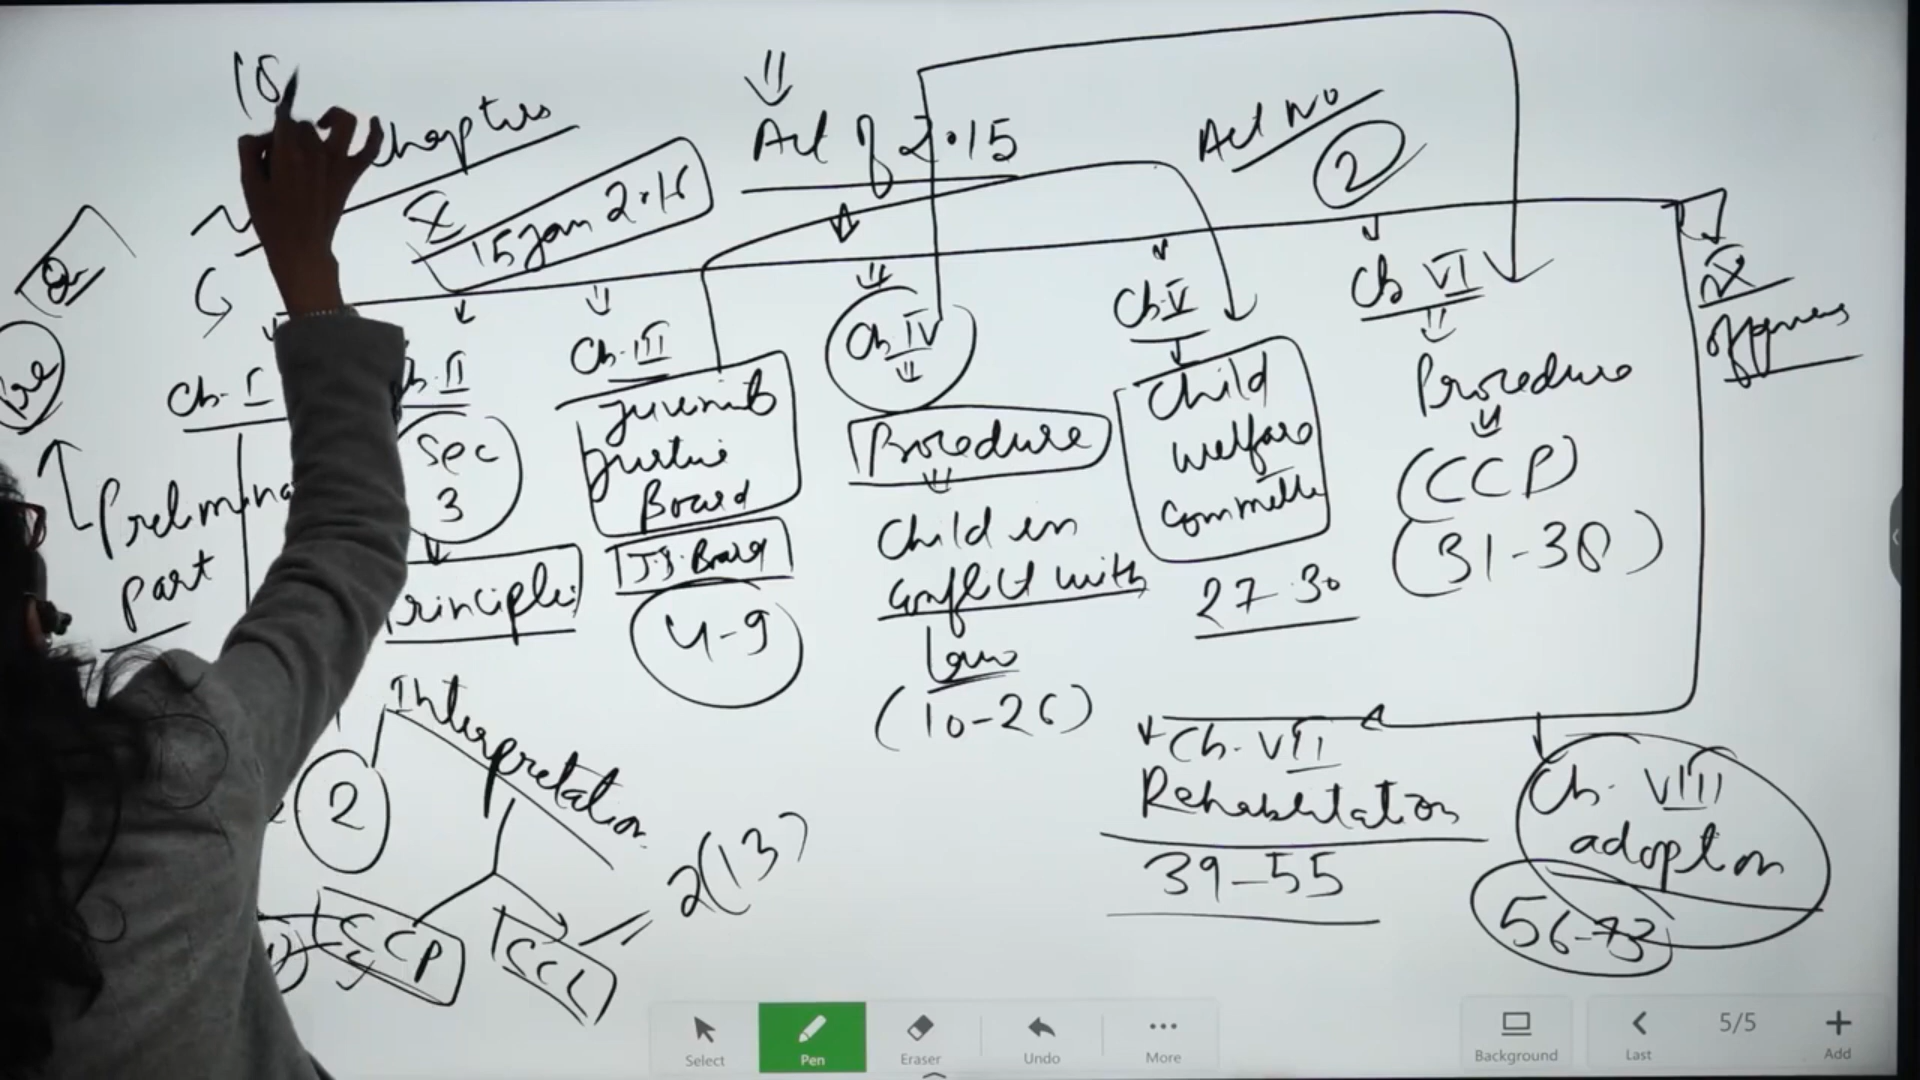 18
Chapters
X
15 Jan 2016
Act of 2015
Act No
2
Ch. I
Preliminary
part
Ch. II
Sec
3
Principle
Ch. III
Juvenile
Justice
Board
J.J. Board
4-9
Ch IV
Procedure
Child in
Conflict with
law
(10-26)
Ch. V
Child
Welfare
Committee
27-30
Ch VI
Procedure
(CCP)
(31-38)
IX
Offences
Pre
2
Interpretation
CCP
CCL
2(13)
Ch. VII
Rehabilitation
39-55
Ch. VIII
adoption
56-73
Select
Pen
Eraser
Undo
More
Background
Last
5/5
Add